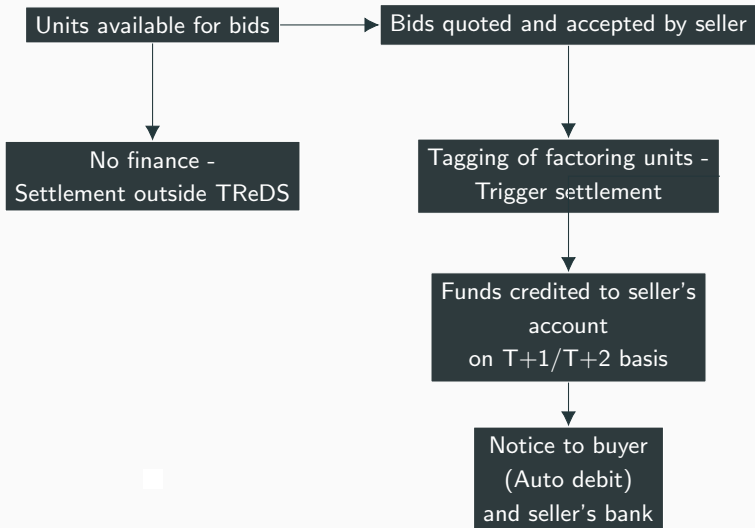 Units available for bids
Bids quoted and accepted by seller
No finance -
Settlement outside TReDS
Tagging of factoring units -
Trigger settlement
Funds credited to seller's
account
on T+1/T+2 basis
Notice to buyer
(Auto debit)
and seller's bank